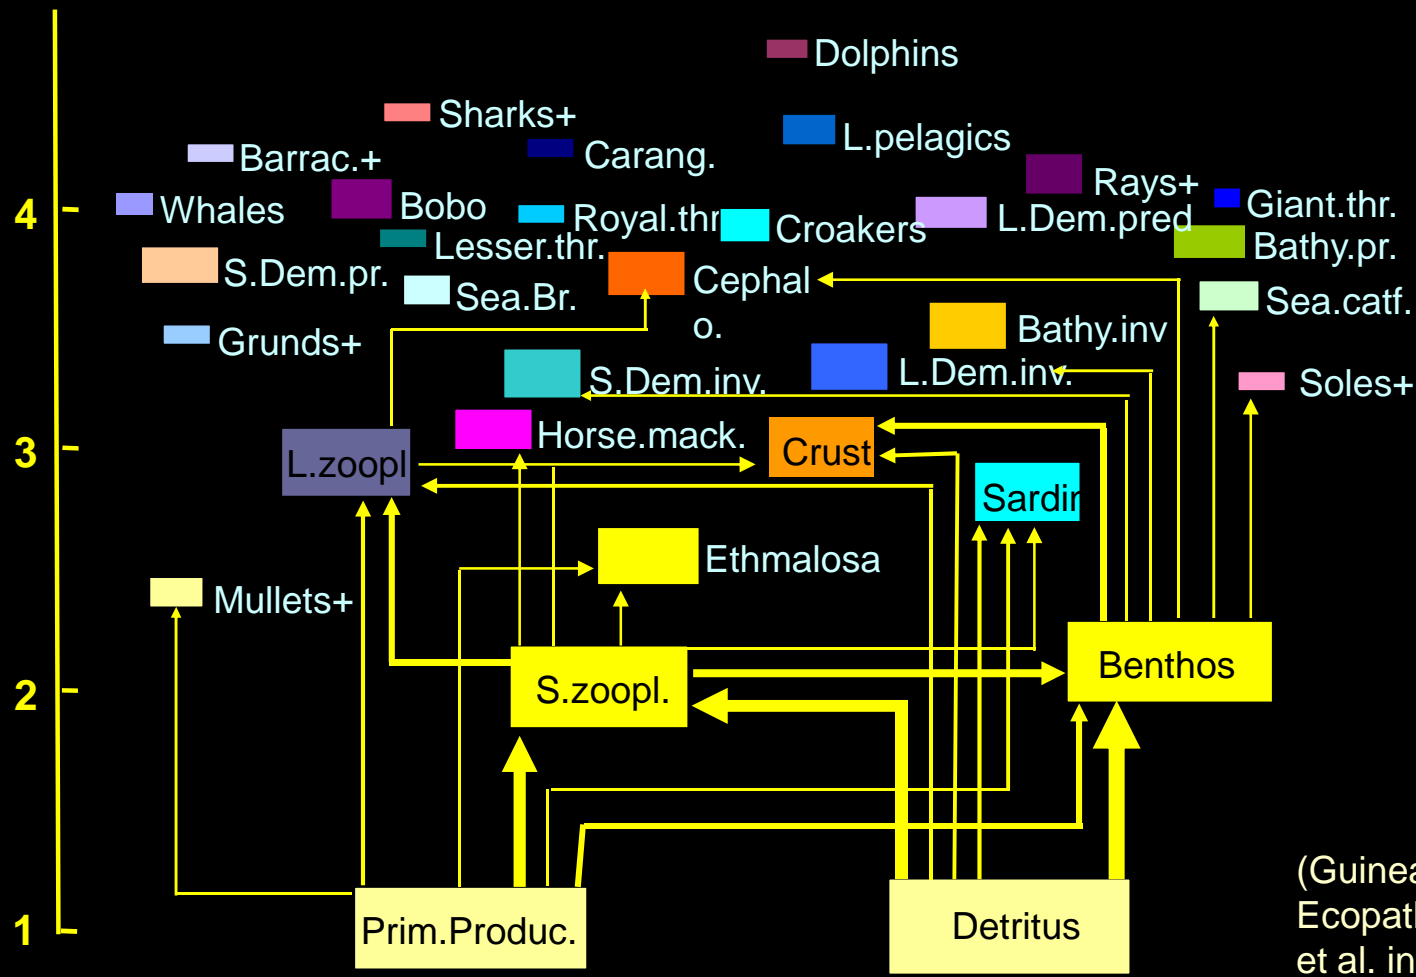 Dolphins
Sharks+
L.pelagics
Barrac.+
Carang.
Rays+
4
Whales
Bobo
Royal.thr
Croakers
L.Dem.pred
Giant.thr.
S.Dem.pr.
Lesser.thr.
Cephal
o.
Bathy.pr.
Sea.Br.
Sea.catf.
Grunds+
Bathy.inv
S.Dem.inv.
L.Dem.inv.
Soles+
3
L.zoopl
Horse.mack.
Crust
Sardin
Ethmalosa
Mullets+
2
S.zoopl.
Benthos
1
Prim.Produc.
Detritus
(Guinea
Ecopath
et al. in